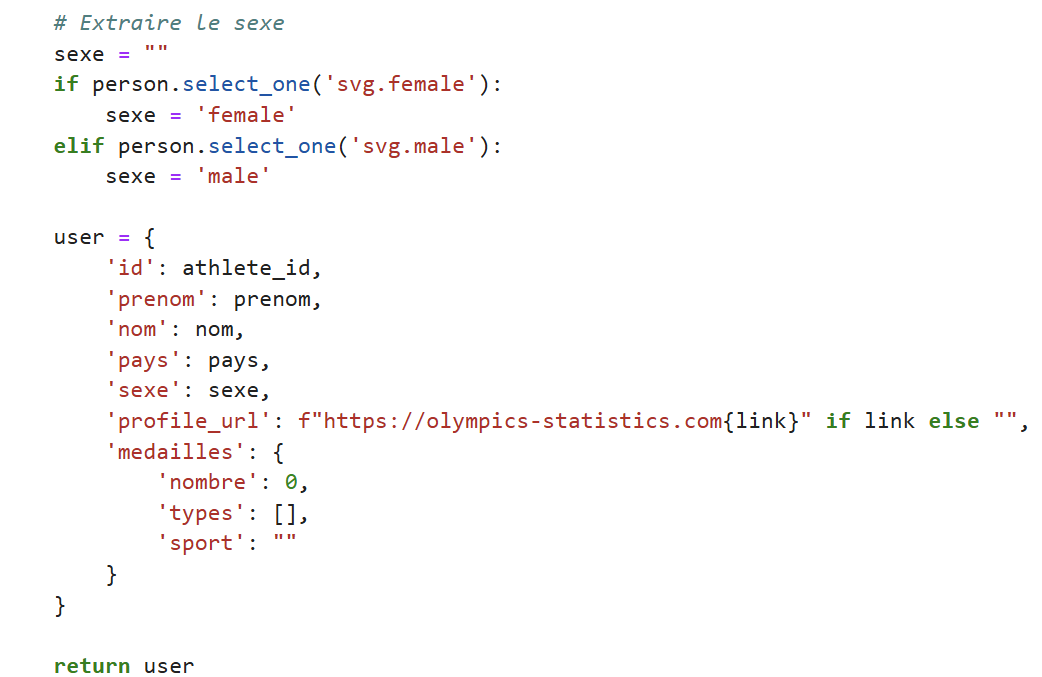 # Extraire le sexe
sexe = ""
if person.select_one('svg.female'):
    sexe = 'female'
elif person.select_one('svg.male'):
    sexe = 'male'

user = {
    'id': athlete_id,
    'prenom': prenom,
    'nom': nom,
    'pays': pays,
    'sexe': sexe,
    'profile_url': f"https://olympics-statistics.com{link}" if link else "",
    'medailles': {
        'nombre': 0,
        'types': [],
        'sport': ""
    }
}

return user